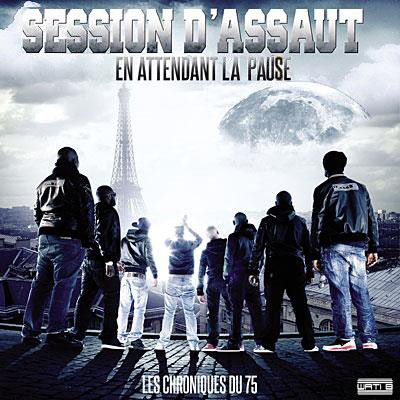 SESSION D'ASSAUT
EN ATTENDANT LA PAUSE
LES CHRONIQUES DU 75
WATI B